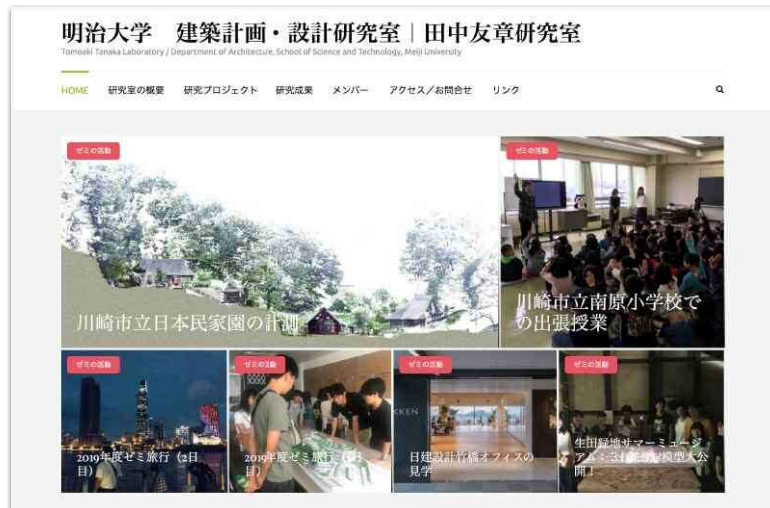 明治大学　建築計画・設計研究室｜田中友章研究室
Tomoaki Tanaka Laboratory / Department of Architecture, School of Science and Technology, Meiji University
HOME 研究室の概要 研究プロジェクト 研究成果 メンバー アクセス／お問合せ リンク
ゼミの活動
川崎市立日本民家園の計測
ゼミの活動
川崎市立南原小学校で
の出張授業
ゼミの活動
2019年度ゼミ旅行（2日
目）
ゼミの活動
2019年度ゼミ旅行（1日
目）
ゼミの活動
KKEN
日建設計竹橋オフィスの
見学
ゼミの活動
生田緑地サマーミュージ
アム：
模型大公
開！